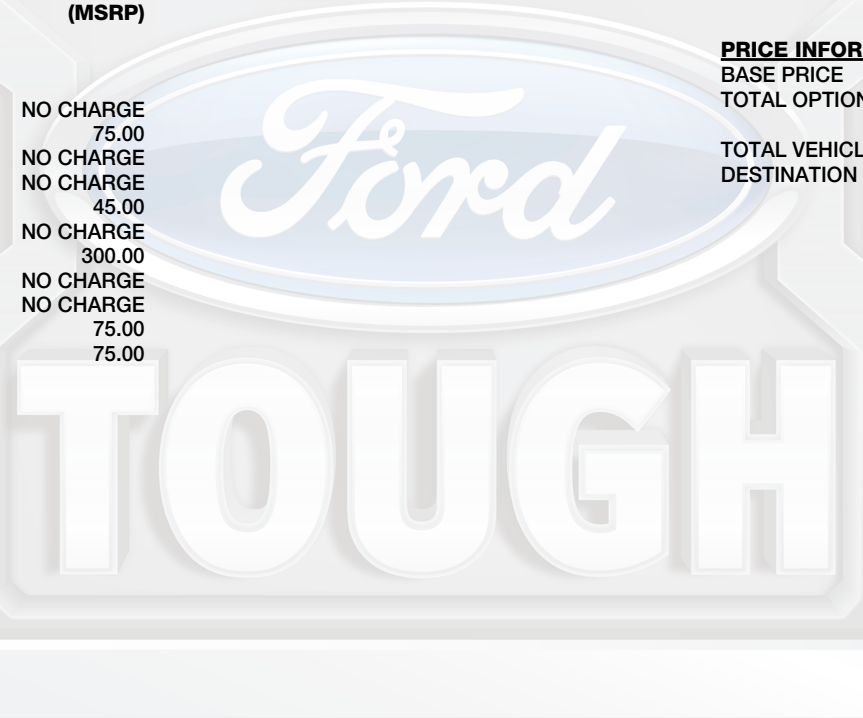 (MSRP)
NO CHARGE
75.00
NO CHARGE
NO CHARGE
45.00
NO CHARGE
300.00
NO CHARGE
NO CHARGE
75.00
75.00
PRICE INFOR
BASE PRICE
TOTAL OPTION
TOTAL VEHICL
DESTINATION
Ford
TOUGH